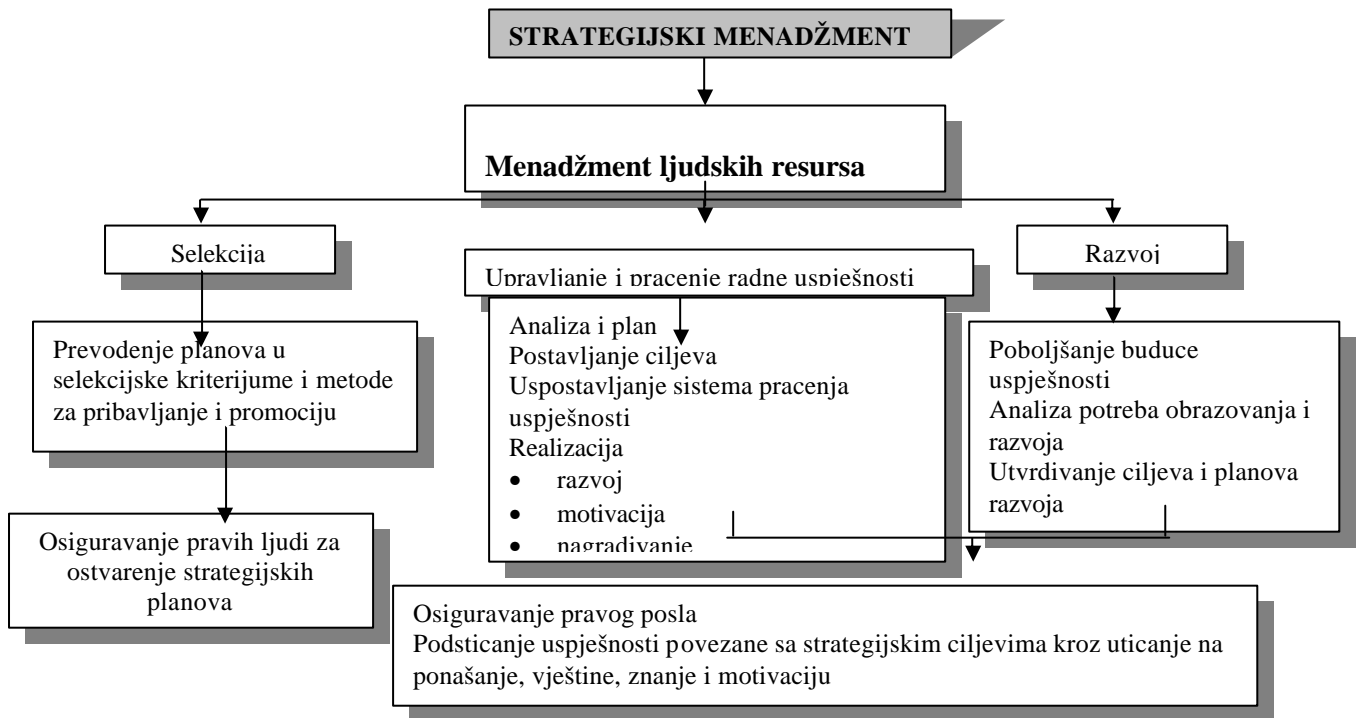 STRATEGIJSKI MENADŽMENT
Menadžment ljudskih resursa
Selekcija
Upravljanje i pracenje radne uspješnosti
Razvoj
Prevodenje planova u
selekcijske kriterijume i metode
za pribavljanje i promociju
Analiza i plan
Postavljanje ciljeva
Uspostavljanje sistema pracenja
uspješnosti
Realizacija
• razvoj
• motivacija
• nagradivanje
Poboljšanje buduce
uspješnosti
Analiza potreba obrazovanja i
razvoja
Utvrdivanje ciljeva i planova
razvoja
Osiguravanje pravih ljudi za
ostvarenje strategijskih
planova
Osiguravanje pravog posla
Podsticanje uspješnosti povezane sa strategijskim ciljevima kroz uticanje na
ponašanje, vještine, znanje i motivaciju